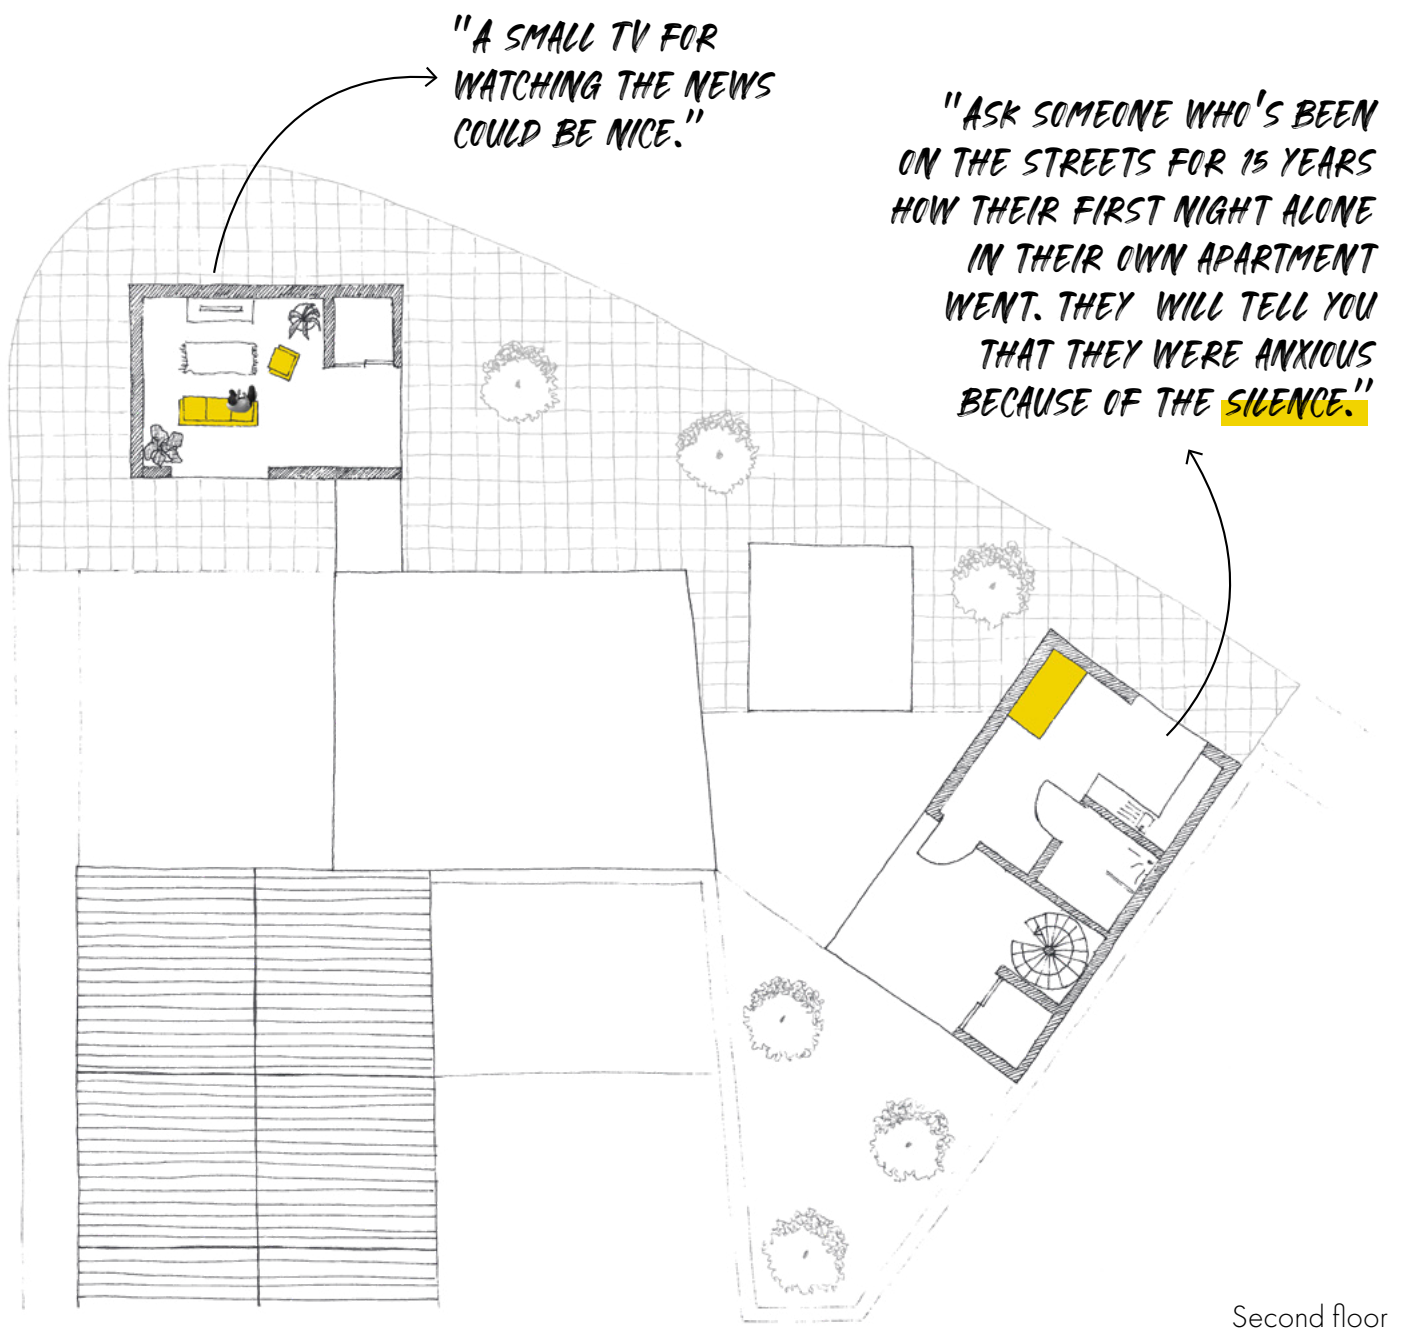 "A SMALL TV FOR
WATCHING THE NEWS
COULD BE NICE."
"ASK SOMEONE WHO'S BEEN
ON THE STREETS FOR 15 YEARS
HOW THEIR FIRST NIGHT ALONE
IN THEIR OWN APARTMENT
WENT. THEY WILL TELL YOU
THAT THEY WERE ANXIOUS
BECAUSE OF THE SILENCE."
Second floor